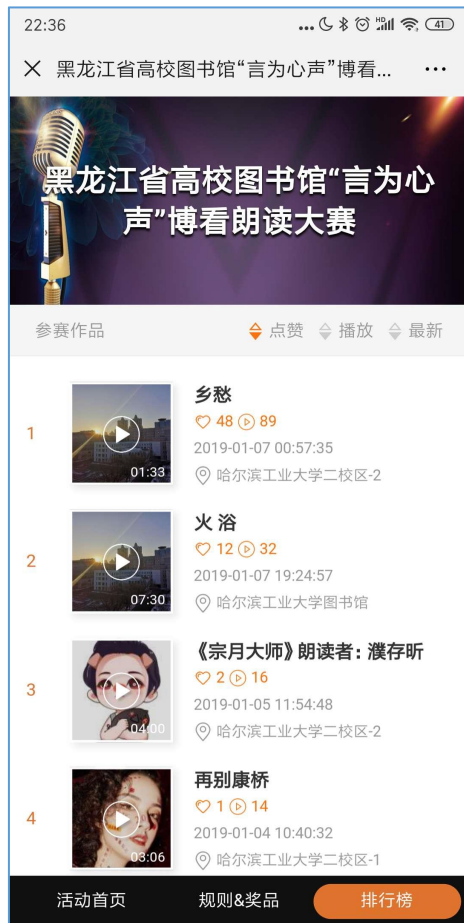 22:36
HD
41
黑龙江省高校图书馆“言为心声”博看...
黑龙江省高校图书馆“言为心
声”博看朗读大赛
参赛作品 点赞 播放 最新
1
01:33
乡愁
48 89
2019-01-07 00:57:35
哈尔滨工业大学二校区-2
2
07:30
火 浴
12 32
2019-01-07 19:24:57
哈尔滨工业大学图书馆
3
04:00
《宗月大师》朗读者：濮存昕
2 16
2019-01-05 11:54:48
哈尔滨工业大学二校区-2
4
03:06
再别康桥
1 14
2019-01-04 10:40:32
哈尔滨工业大学二校区-1
活动首页 规则&奖品 排行榜